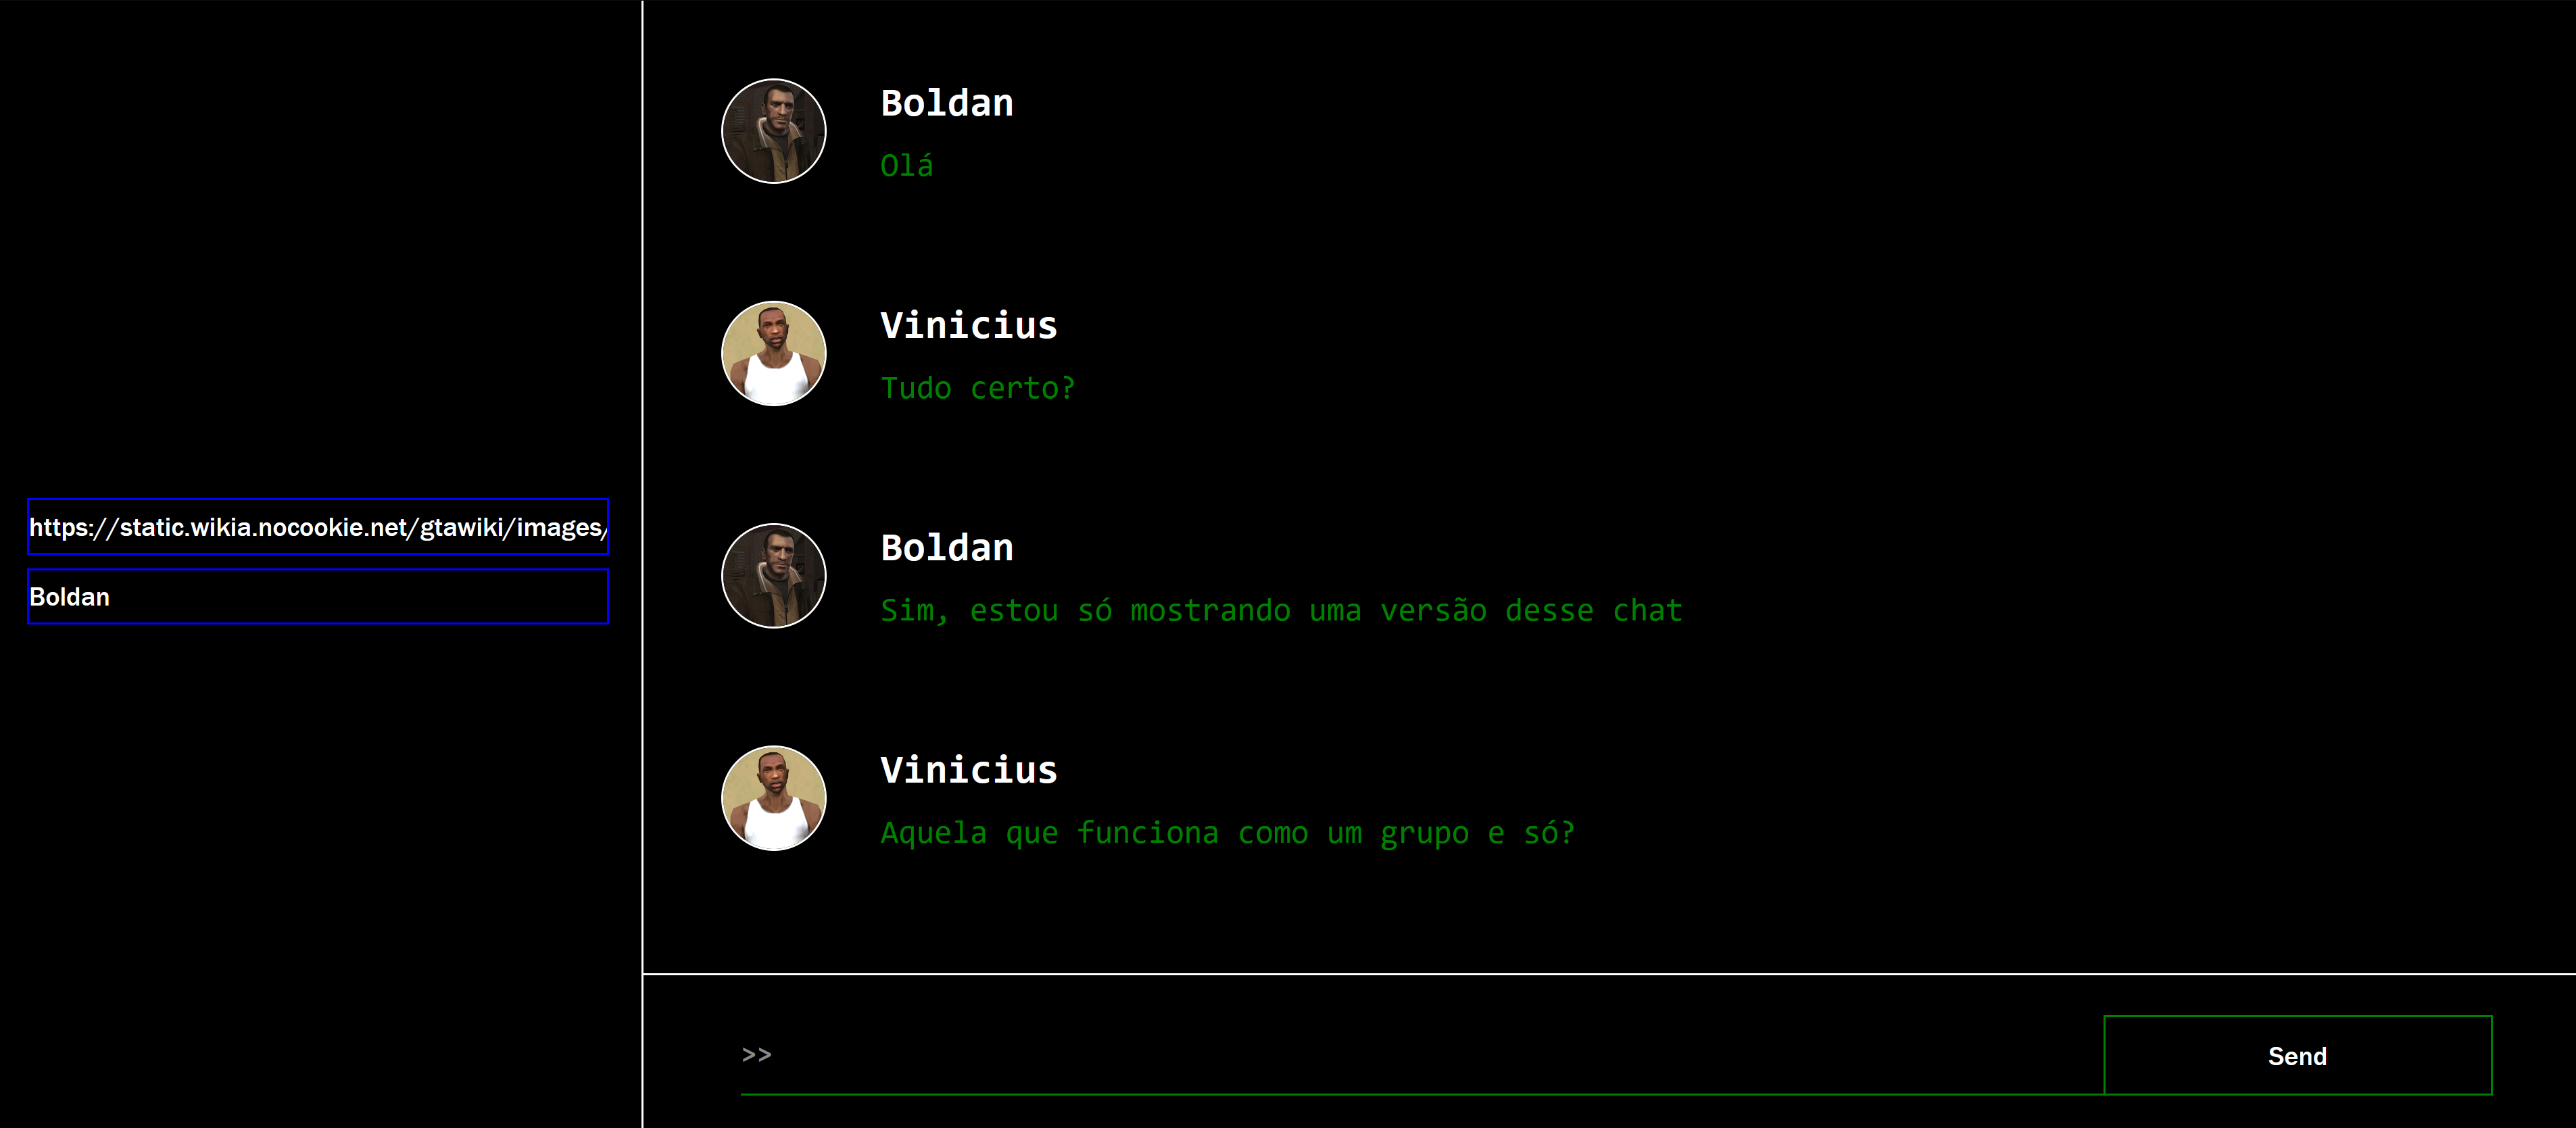 https://static.wikia.nocookie.net/gtawiki/images/
Boldan
Boldan
Olá
Vinicius
Tudo certo?
Boldan
Sim, estou só mostrando uma versão desse chat
Vinicius
Aquela que funciona como um grupo e só?
>>
Send